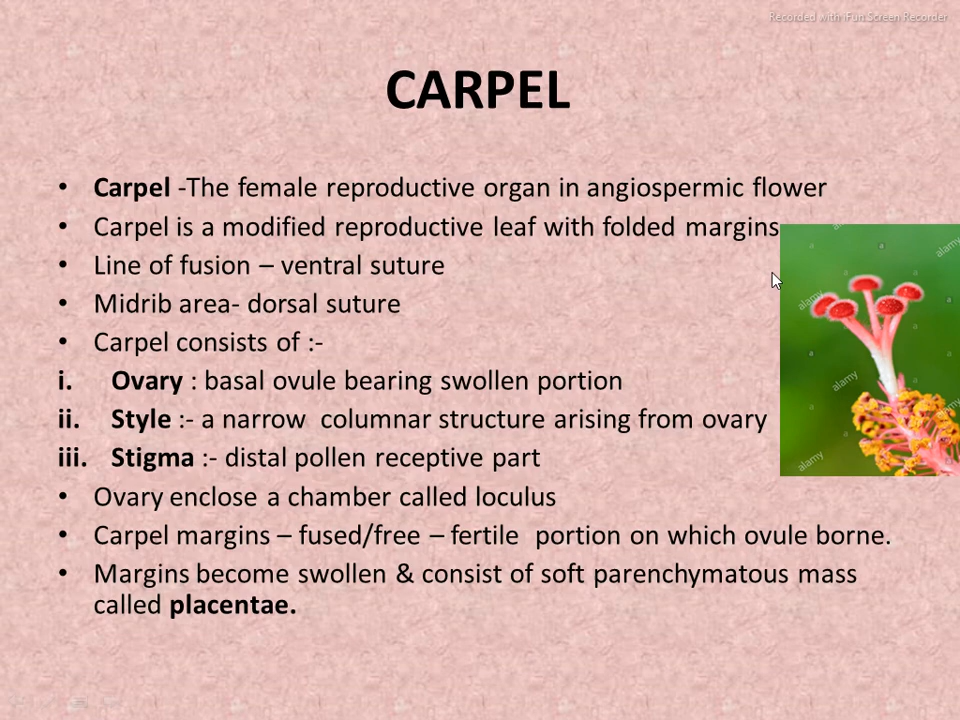 Recorded with iFun Screen Recorder
CARPEL
• Carpel -The female reproductive organ in angiospermic flower
• Carpel is a modified reproductive leaf with folded margins
• Line of fusion – ventral suture
• Midrib area- dorsal suture
• Carpel consists of :-
i. Ovary : basal ovule bearing swollen portion
ii. Style :- a narrow columnar structure arising from ovary
iii. Stigma :- distal pollen receptive part
• Ovary enclose a chamber called loculus
• Carpel margins – fused/free – fertile portion on which ovule borne.
• Margins become swollen & consist of soft parenchymatous mass
called placentae.
alamy
alamy
alamy
alamy